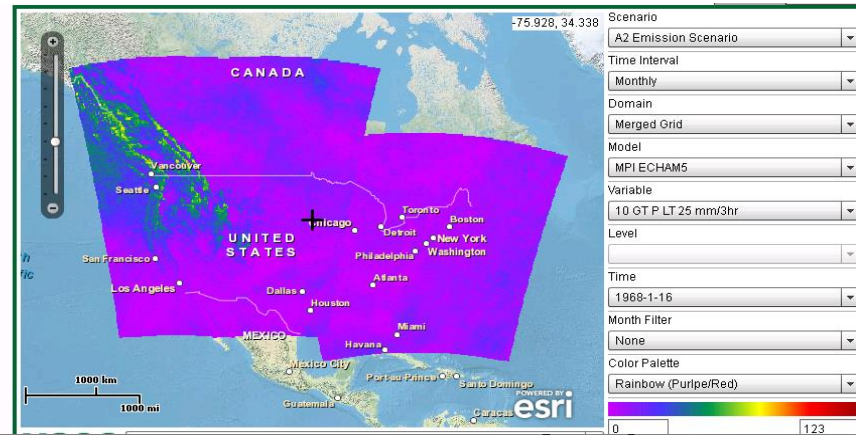 -75.928, 34.338
CANADA
Vancouver
Seattle
Toronto
Boston
Chicago
Detroit
New York
UNITED
STATES
Philadelphia
Washington
San Francisco
Atlanta
Los Angeles
Dallas
Houston
Miami
MEXICO
Havana
Mexico City
Port-au-Prince
Santo Domingo
1000 km
1000 mi
Guatemala
Caracas
POWERED BY
esri
Scenario
A2 Emission Scenario
Time Interval
Monthly
Domain
Merged Grid
Model
MPI ECHAM5
Variable
10 GT P LT 25 mm/3hr
Level
Time
1968-1-16
Month Filter
None
Color Palette
Rainbow (Purlpe/Red)
0
123